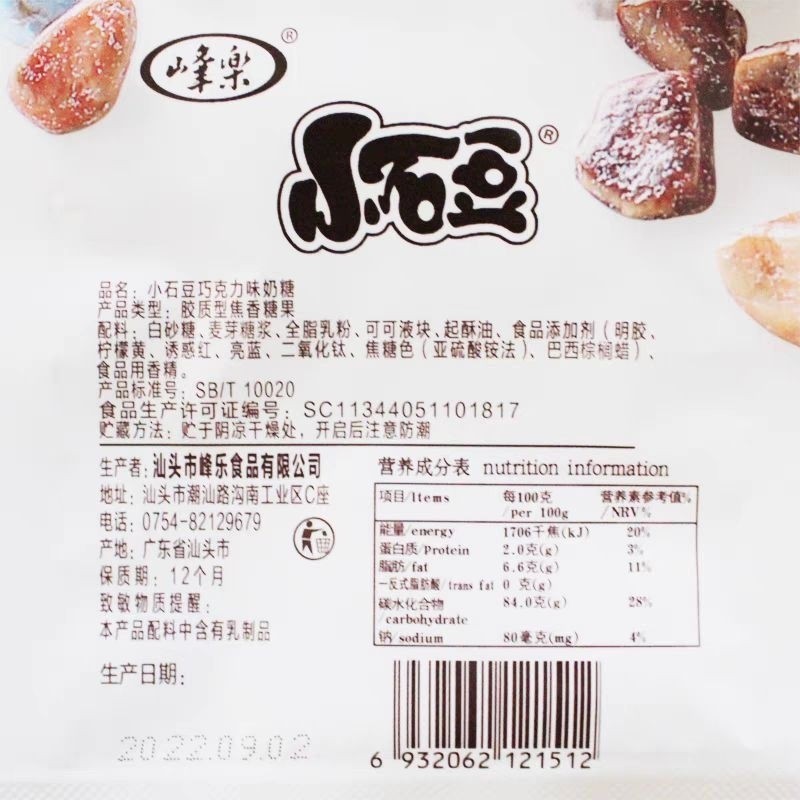 峰樂®
小石豆®
品名：小石豆巧克力味奶糖
产品类型：胶质型焦香糖果
配料：白砂糖、麦芽糖浆、全脂乳粉、可可液块、起酥油、食品添加剂（明胶、
柠檬黄、诱惑红、亮蓝、二氧化钛、焦糖色（亚硫酸铵法）、巴西棕榈蜡）、
食品用香精。
产品标准号：SB/T 10020
食品生产许可证编号：SC11344051101817
贮藏方法：贮于阴凉干燥处，开启后注意防潮
生产者：汕头市峰乐食品有限公司
地址：汕头市潮汕路沟南工业区C座
电话：0754-82129679
产地：广东省汕头市
保质期：12个月
致敏物质提醒：
本产品配料中含有乳制品
生产日期：
2022.09.02
营养成分表 nutrition information
项目/Items 每100克/per 100g 营养素参考值%/NRV%
能量/energy 1706千焦(kJ) 20%
蛋白质/Protein 2.0克(g) 3%
脂肪/fat 6.6克(g) 11%
一反式脂肪酸/trans fat 0 克(g)
碳水化合物/carbohydrate 84.0克(g) 28%
钠/sodium 80毫克(mg) 4%
6 932062 121512